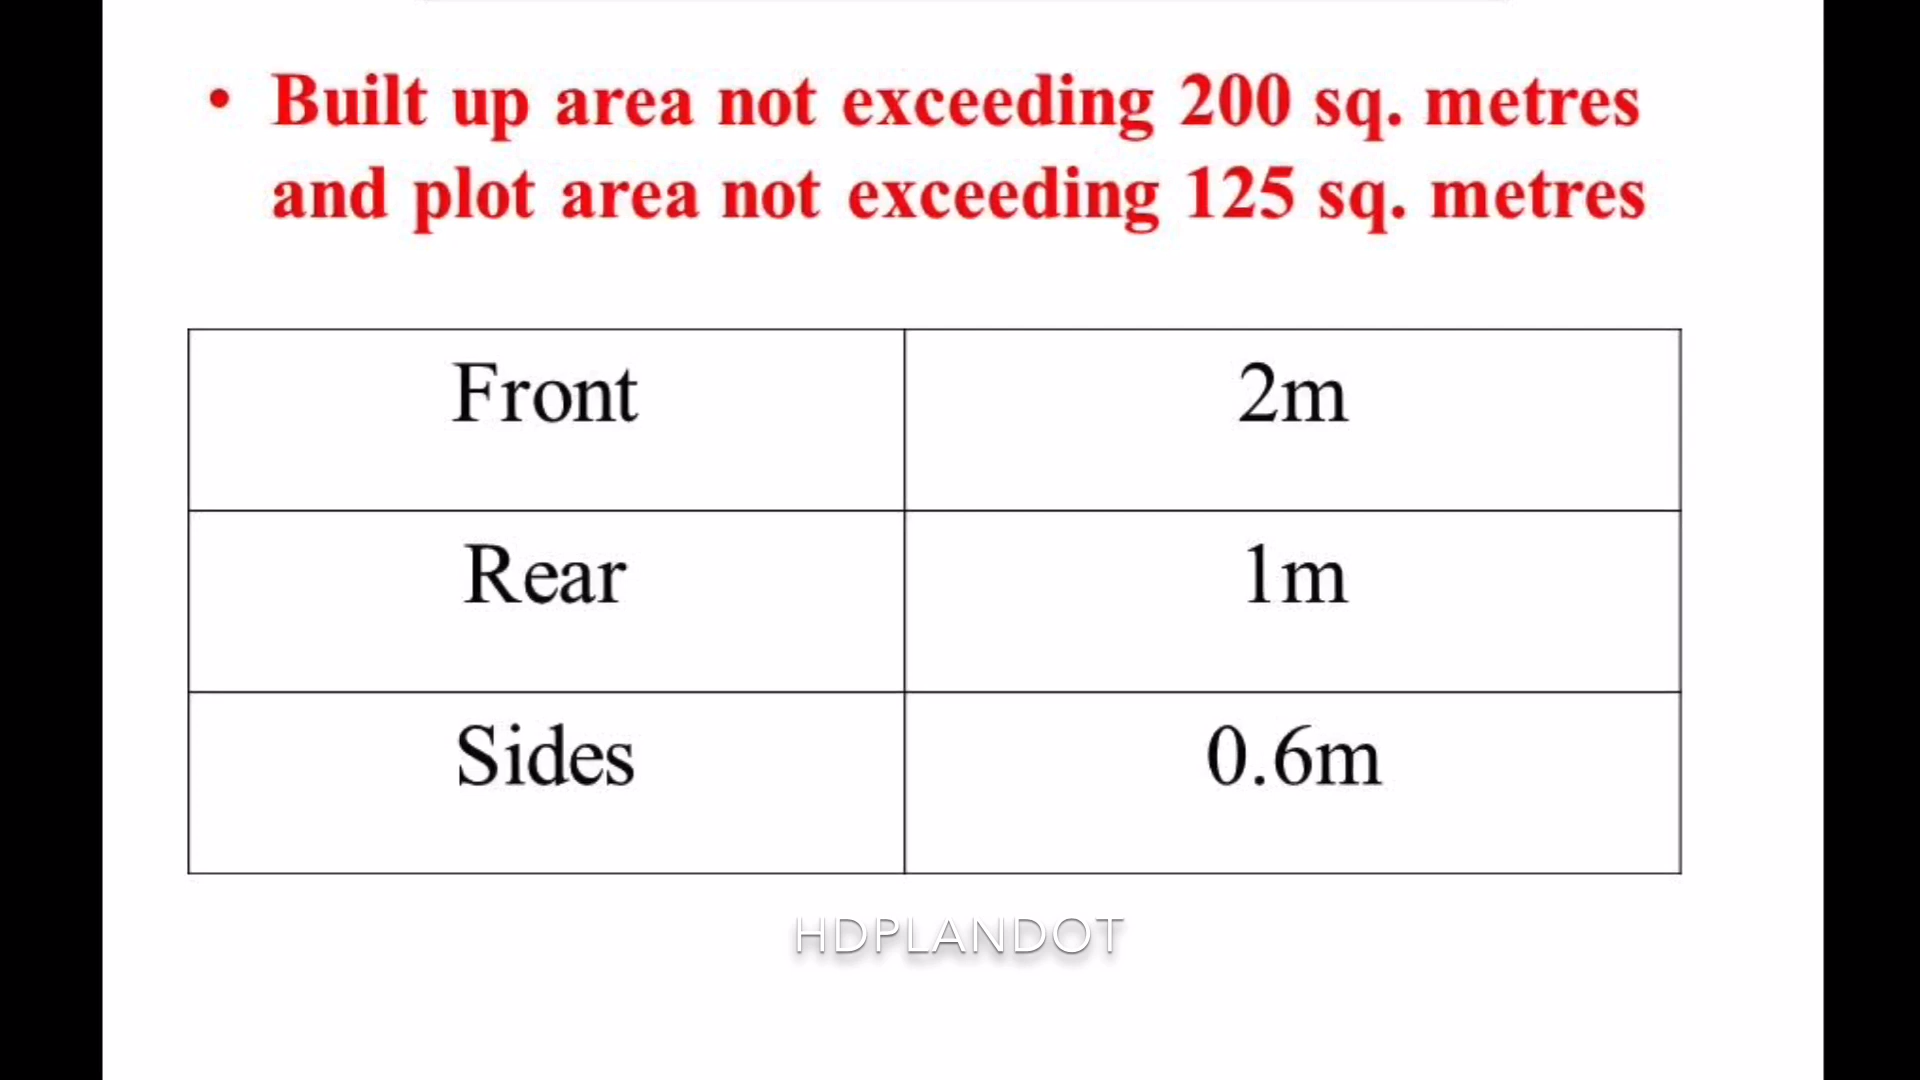 • Built up area not exceeding 200 sq. metres
and plot area not exceeding 125 sq. metres
Front 2m
Rear 1m
Sides 0.6m
HDPLANDOT